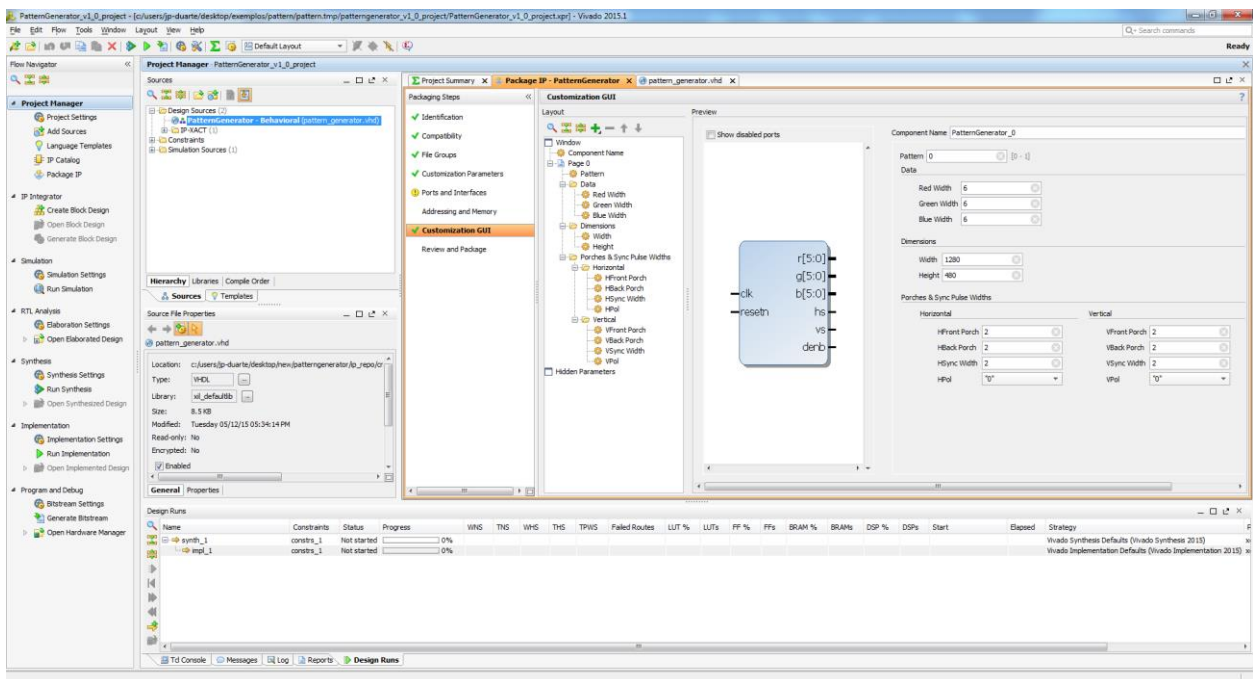 PatternGenerator_v1_0_project - [c:/users/jp-duarte/desktop/exemplos/pattern/pattern.tmp/patterngenerator_v1_0_project/PatternGenerator_v1_0_project.xpr] - Vivado 2015.1
File Edit Flow Tools Window Layout View Help
Search commands
Default Layout
Ready
Flow Navigator
Project Manager
Project Settings
Add Sources
Language Templates
IP Catalog
Package IP
IP Integrator
Create Block Design
Open Block Design
Generate Block Design
Simulation
Simulation Settings
Run Simulation
RTL Analysis
Elaboration Settings
Open Elaborated Design
Synthesis
Synthesis Settings
Run Synthesis
Open Synthesized Design
Implementation
Implementation Settings
Run Implementation
Open Implemented Design
Program and Debug
Bitstream Settings
Generate Bitstream
Open Hardware Manager
Project Manager - PatternGenerator_v1_0_project
Sources
Design Sources (2)
PatternGenerator - Behavioral (pattern_generator.vhd)
IP-XACT (1)
Constraints
Simulation Sources (1)
Hierarchy Libraries Compile Order
Sources Templates
Source File Properties
pattern_generator.vhd
Location: c:/users/jp-duarte/desktop/new/patterngenerator/ip_repo/cr
Type: VHDL
Library: xil_defaultlib
Size: 8.5 KB
Modified: Tuesday 05/12/15 05:34:14 PM
Read-only: No
Encrypted: No
Enabled
General Properties
Project Summary Package IP - PatternGenerator pattern_generator.vhd
Packaging Steps
Identification
Compatibility
File Groups
Customization Parameters
Ports and Interfaces
Addressing and Memory
Customization GUI
Review and Package
Customization GUI
Layout
Window
Component Name
Page 0
Pattern
Data
Red Width
Green Width
Blue Width
Dimensions
Width
Height
Porches & Sync Pulse Widths
Horizontal
HFront Porch
HBack Porch
HSync Width
HPol
Vertical
VFront Porch
VBack Porch
VSync Width
VPol
Hidden Parameters
Preview
Show disabled ports
clk
resetn
r[5:0]
g[5:0]
b[5:0]
hs
vs
denb
Component Name PatternGenerator_0
Pattern 0 [0 - 1]
Data
Red Width 6
Green Width 6
Blue Width 6
Dimensions
Width 1280
Height 480
Porches & Sync Pulse Widths
Horizontal Vertical
HFront Porch 2 VFront Porch 2
HBack Porch 2 VBack Porch 2
HSync Width 2 VSync Width 2
HPol "0" VPol "0"
Design Runs
Name Constraints Status Progress WNS TNS WHS THS TPWS Failed Routes LUT % LUTs FF % FFs BRAM % BRAMs DSP % DSPs Start Elapsed Strategy
synth_1 constrs_1 Not started 0% Vivado Synthesis Defaults (Vivado Synthesis 2015)
impl_1 constrs_1 Not started 0% Vivado Implementation Defaults (Vivado Implementation 2015)
Tcl Console Messages Log Reports Design Runs